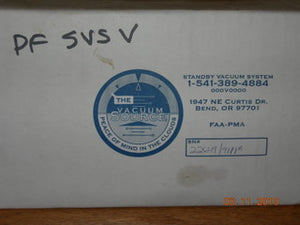 PF SVS V
STANDBY VACUUM SYSTEM
1-541-389-4884
000V0000
1947 NE CURTIS DR.
BEND, OR 97701
FAA-PMA
THE
VACUUM
SOURCE
PEACE OF MIND IN THE CLOUDS